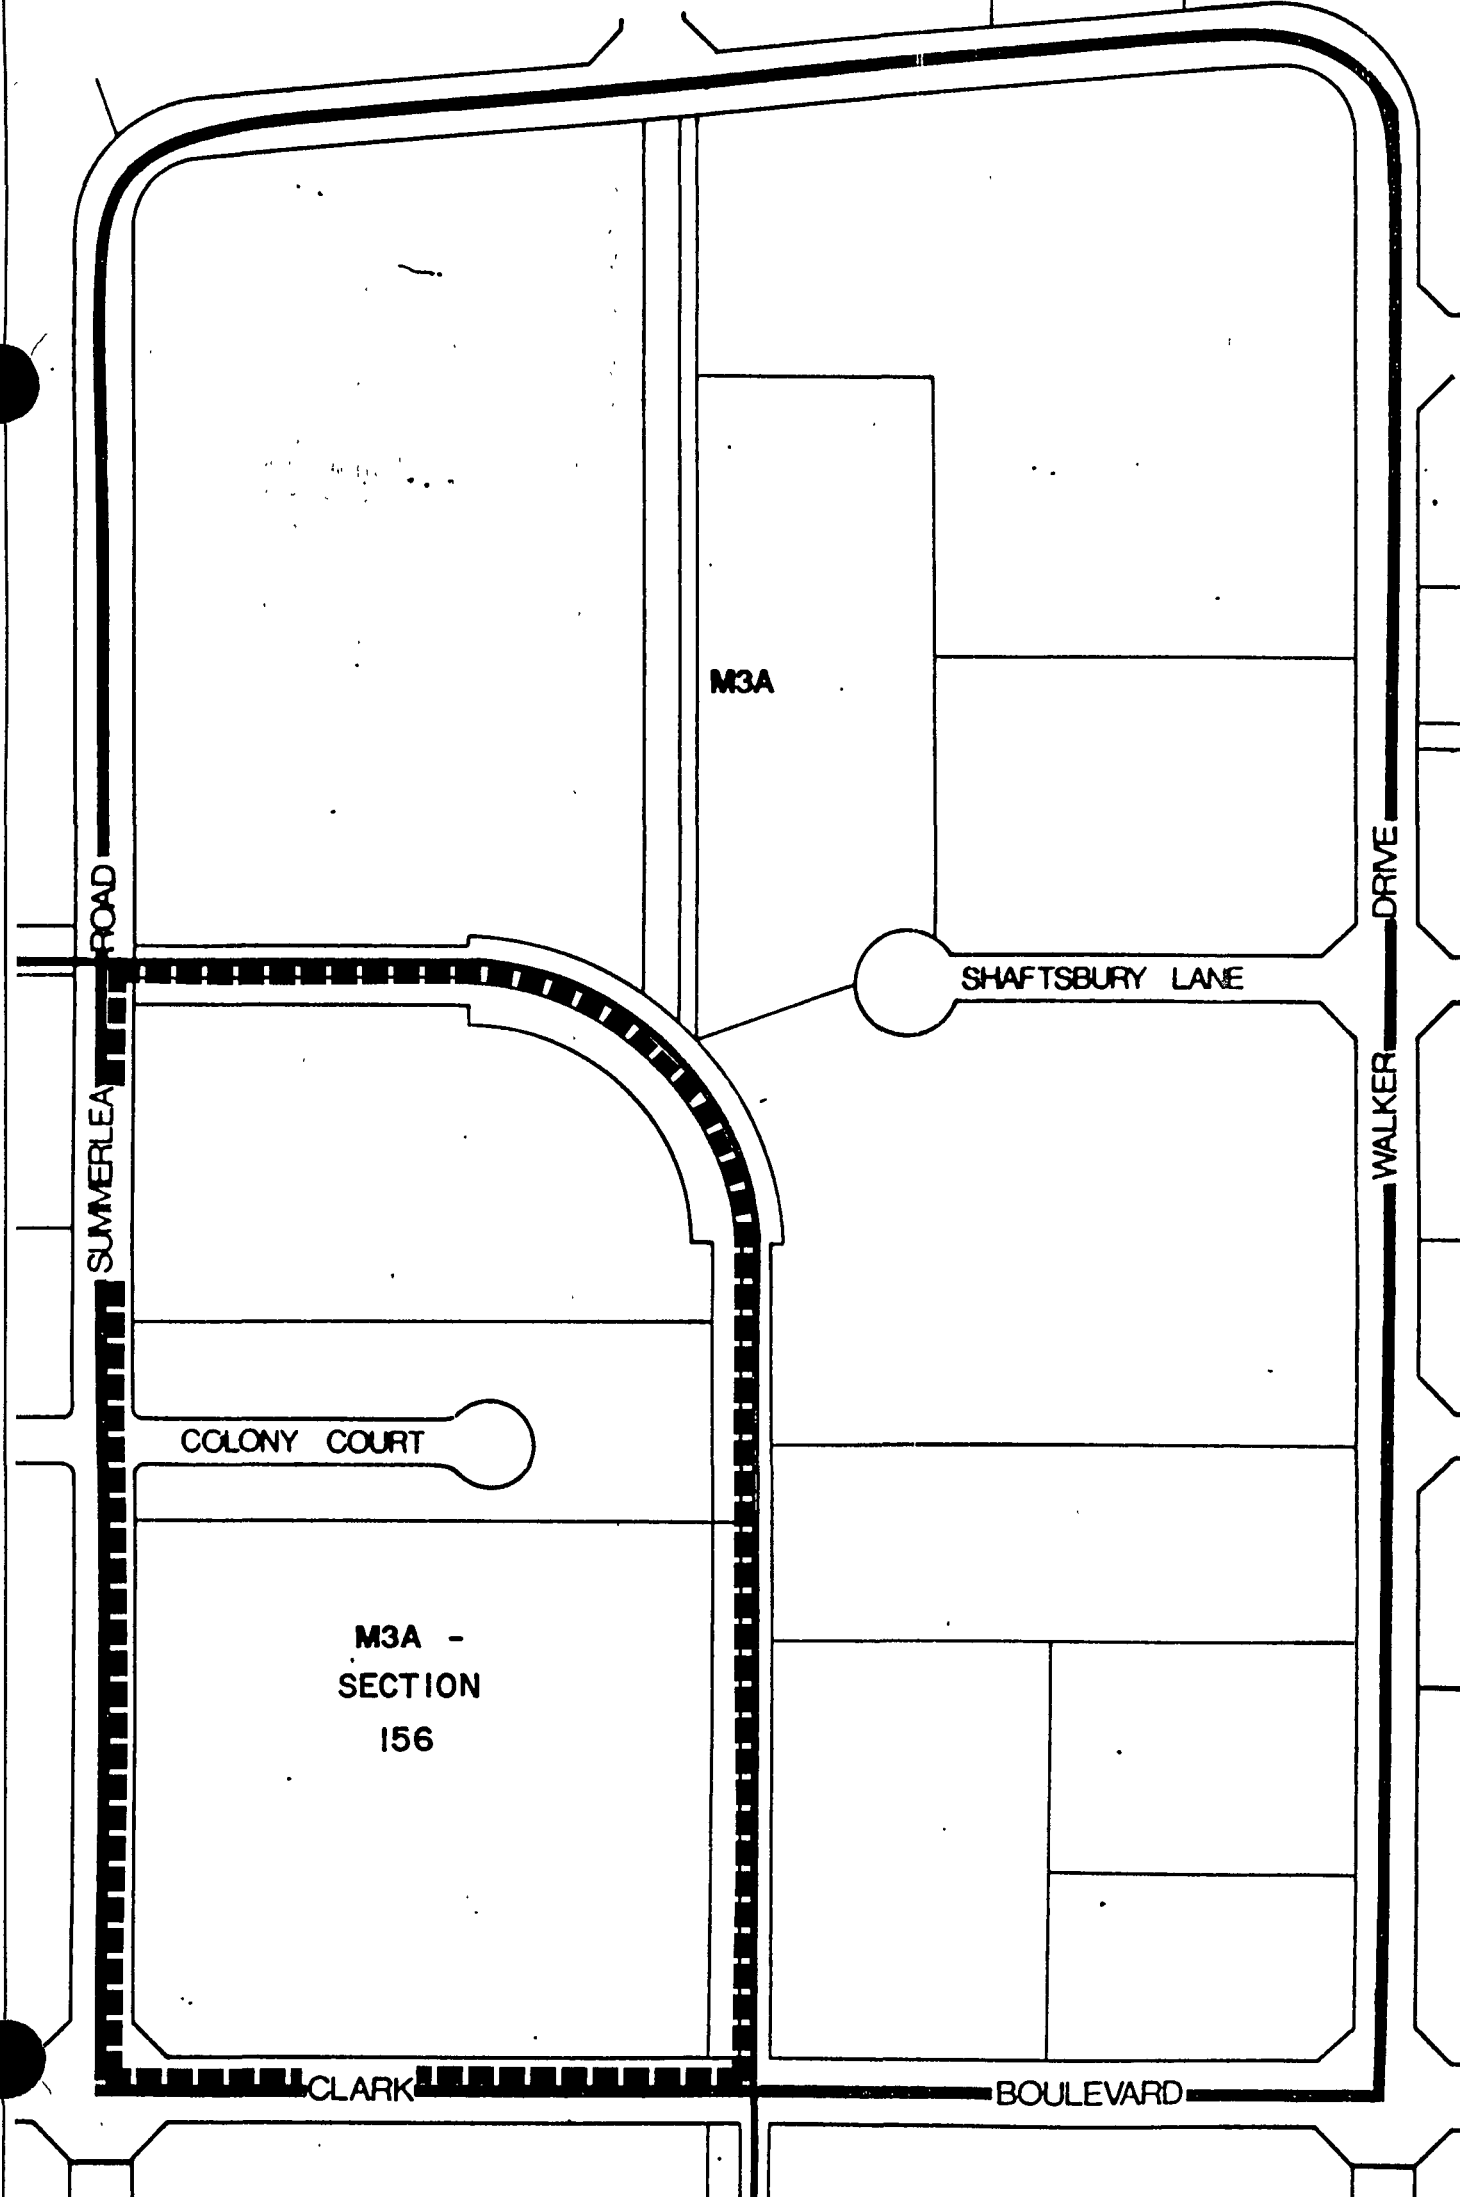 M3A
ROAD
DRIVE
SHAFTSBURY LANE
SUMMERLEA
WALKER
COLONY COURT
M3A -
SECTION
156
CLARK
BOULEVARD